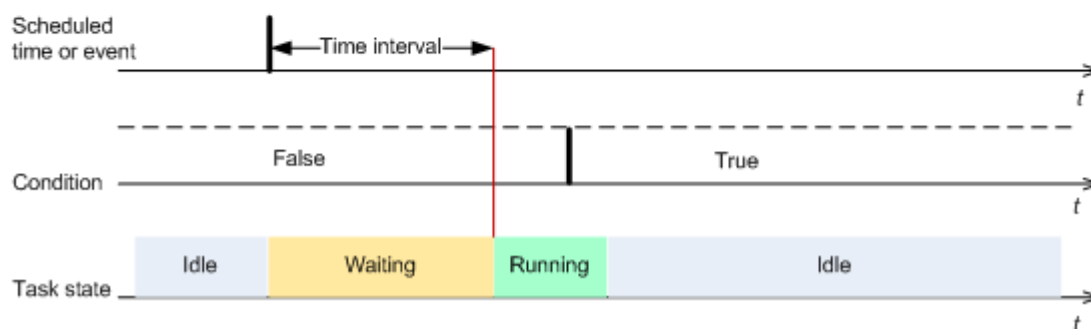 Scheduled
time or event
Time interval
t
False
True
Condition
t
Idle
Waiting
Running
Idle
Task state
t